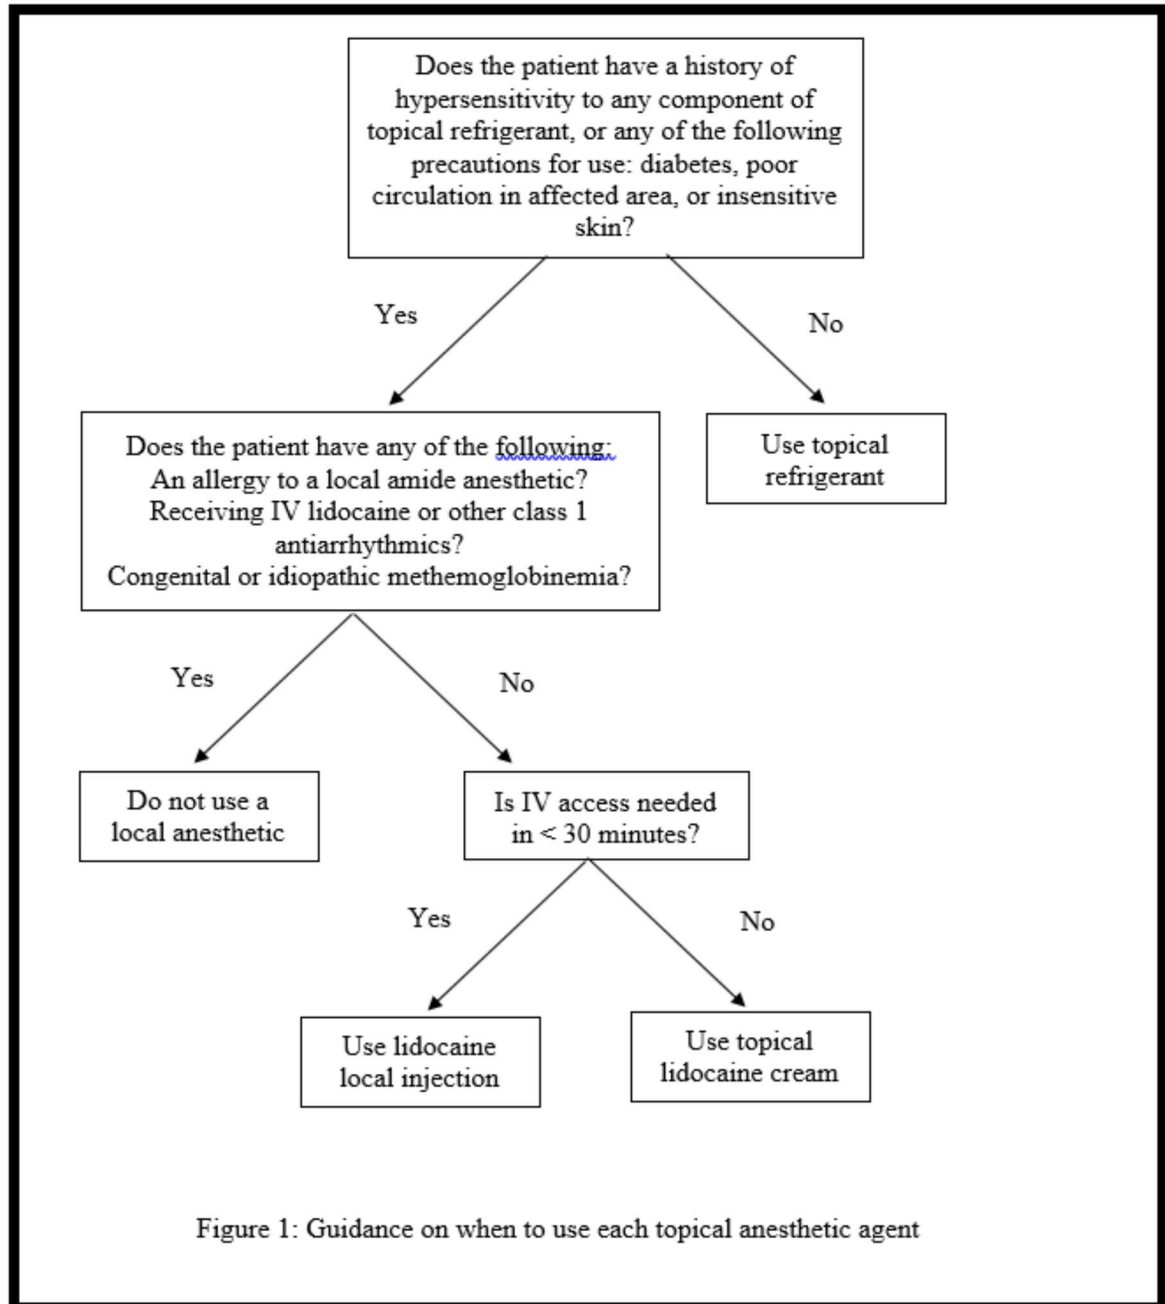 Does the patient have a history of
hypersensitivity to any component of
topical refrigerant, or any of the following
precautions for use: diabetes, poor
circulation in affected area, or insensitive
skin?
Yes
No
Does the patient have any of the following:
An allergy to a local amide anesthetic?
Receiving IV lidocaine or other class 1
antiarrhythmics?
Congenital or idiopathic methemoglobinemia?
Use topical
refrigerant
Yes
No
Do not use a
local anesthetic
Is IV access needed
in < 30 minutes?
Yes
No
Use lidocaine
local injection
Use topical
lidocaine cream
Figure 1: Guidance on when to use each topical anesthetic agent